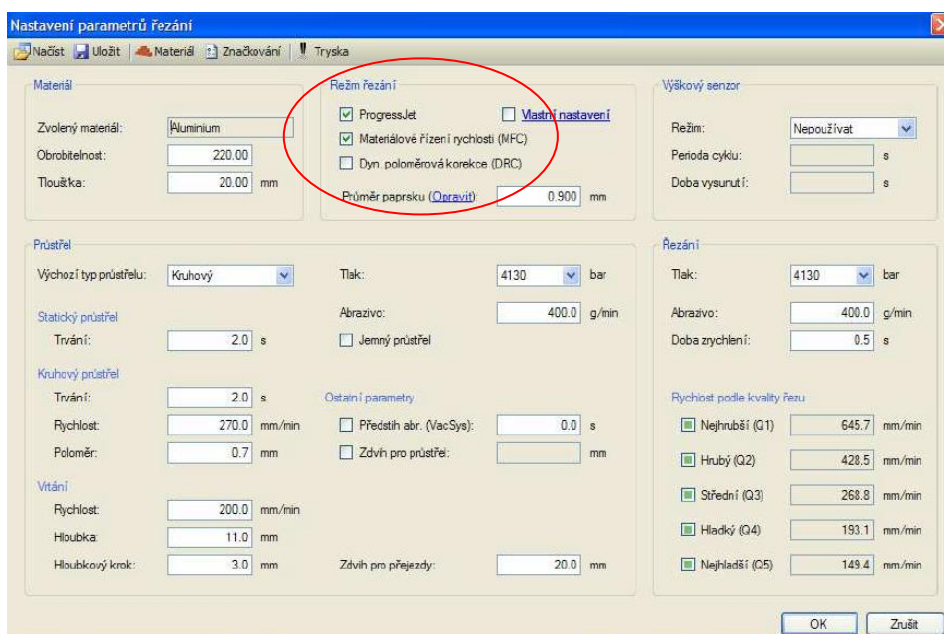 Nastavení parametrů řezání
Načíst Uložit Materiál Značkování Tryska
Materiál
Zvolený materiál: Aluminium
Obrobitelnost: 220.00
Tloušťka: 20.00 mm
Režim řezání
ProgressJet Vlastní nastavení
Materiálové řízení rychlosti (MFC)
Dyn. poloměrová korekce (DRC)
Průměr paprsku (Opravit): 0.900 mm
Výškový senzor
Režim: Nepoužívat
Perioda cyklu: s
Doba vysunutí: s
Průstřel
Výchozí typ průstřelu: Kruhový
Statický průstřel
Trvání: 2.0 s
Kruhový průstřel
Trvání: 2.0 s
Rychlost: 270.0 mm/min
Poloměr: 0.7 mm
Vrtání
Rychlost: 200.0 mm/min
Hloubka: 11.0 mm
Hloubkový krok: 3.0 mm
Tlak: 4130 bar
Abrazivo: 400.0 g/min
Jemný průstřel
Ostatní parametry
Předstih abr. (VacSys): 0.0 s
Zdvih pro průstřel: mm
Zdvih pro přejezdy: 20.0 mm
Řezání
Tlak: 4130 bar
Abrazivo: 400.0 g/min
Doba zrychlení: 0.5 s
Rychlost podle kvality řezu
Nejhrubší (Q1) 645.7 mm/min
Hrubý (Q2) 428.5 mm/min
Střední (Q3) 268.8 mm/min
Hladký (Q4) 193.1 mm/min
Nejhladší (Q5) 149.4 mm/min
OK Zrušit